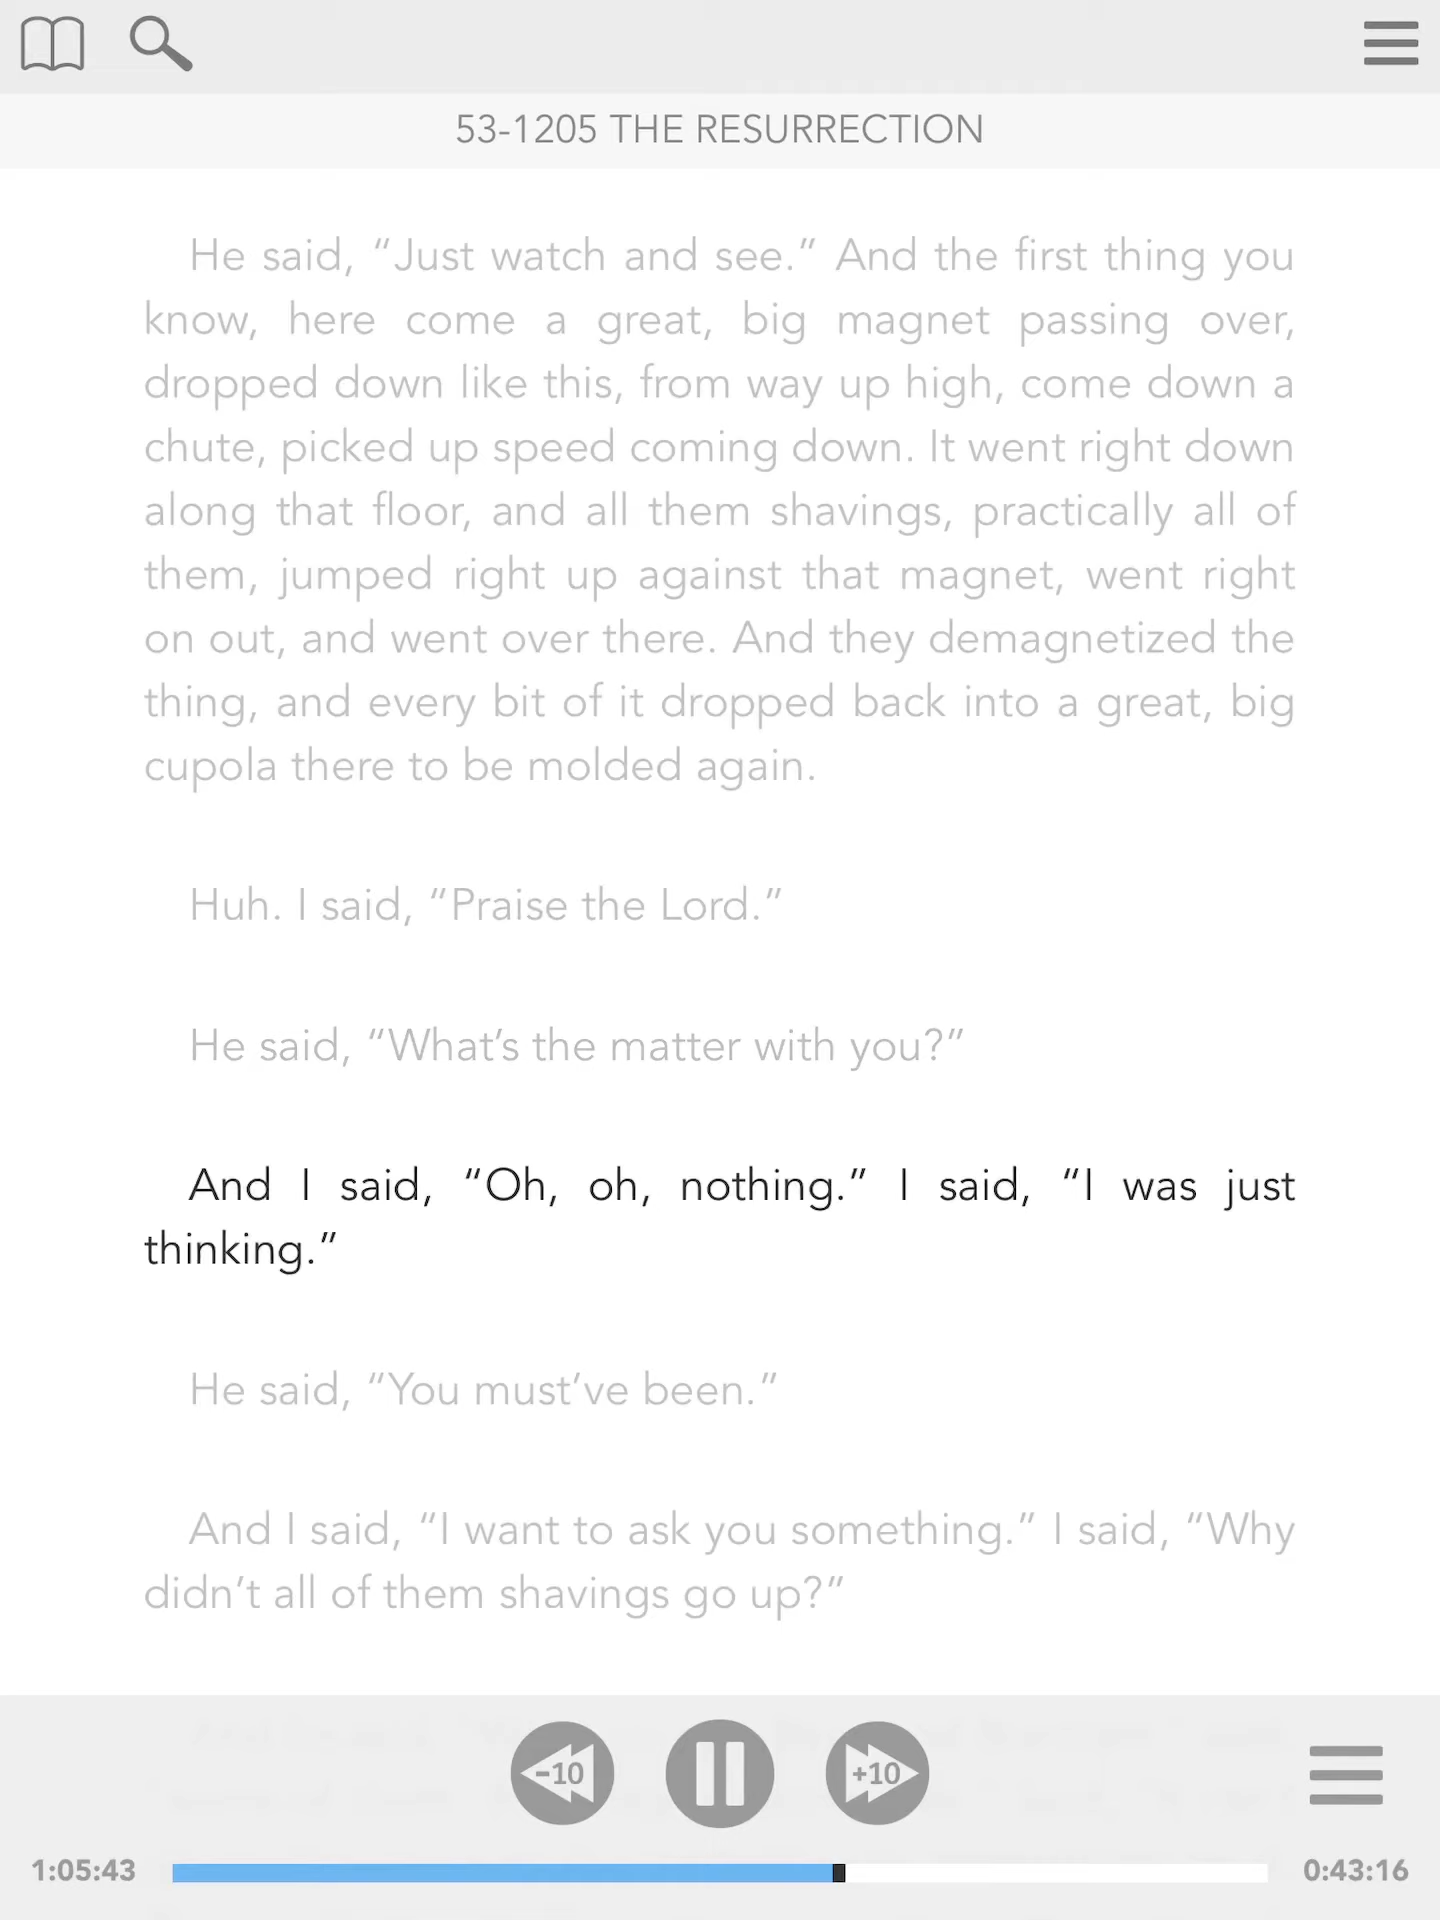 53-1205 THE RESURRECTION
He said, “Just watch and see.” And the first thing you
know, here come a great, big magnet passing over,
dropped down like this, from way up high, come down a
chute, picked up speed coming down. It went right down
along that floor, and all them shavings, practically all of
them, jumped right up against that magnet, went right
on out, and went over there. And they demagnetized the
thing, and every bit of it dropped back into a great, big
cupola there to be molded again.
Huh. I said, “Praise the Lord.”
He said, “What’s the matter with you?”
And I said, “Oh, oh, nothing.” I said, “I was just
thinking.”
He said, “You must’ve been.”
And I said, “I want to ask you something.” I said, “Why
didn’t all of them shavings go up?”
-10 +10
1:05:43 0:43:16